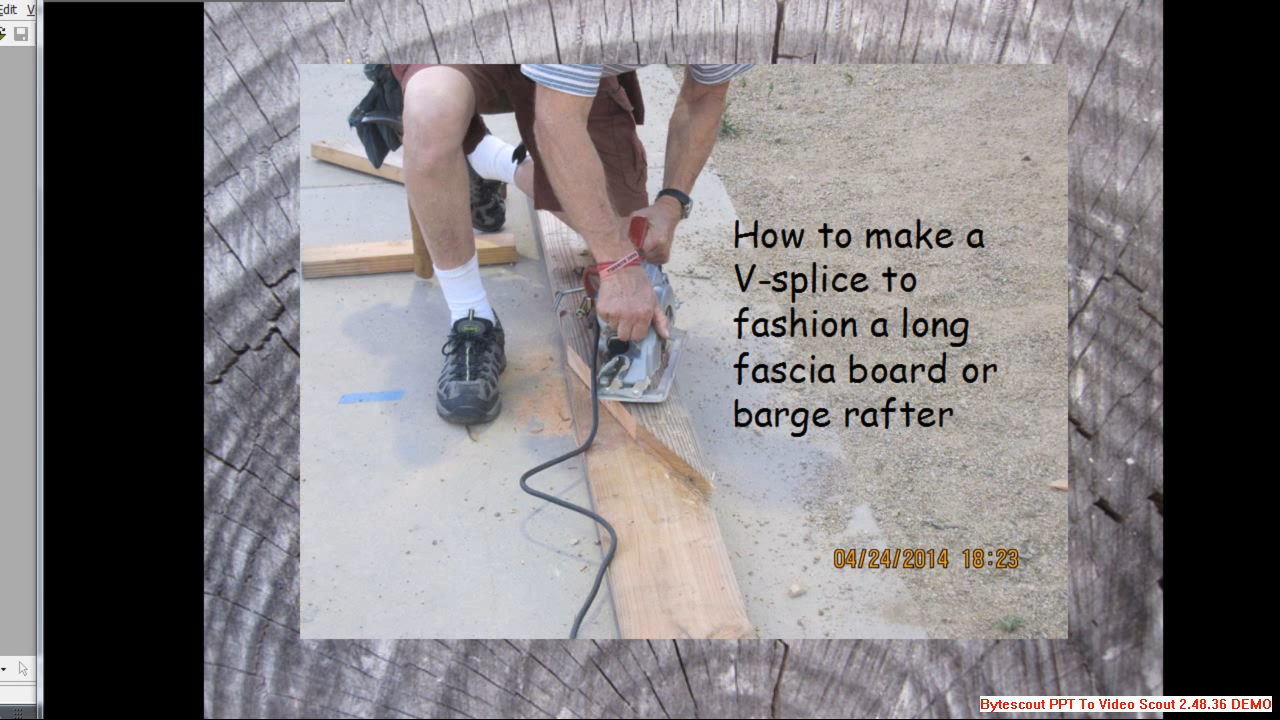 Edit V
How to make a
V-splice to
fashion a long
fascia board or
barge rafter
04/24/2014 18:23
Bytescout PPT To Video Scout 2.48.36 DEMO